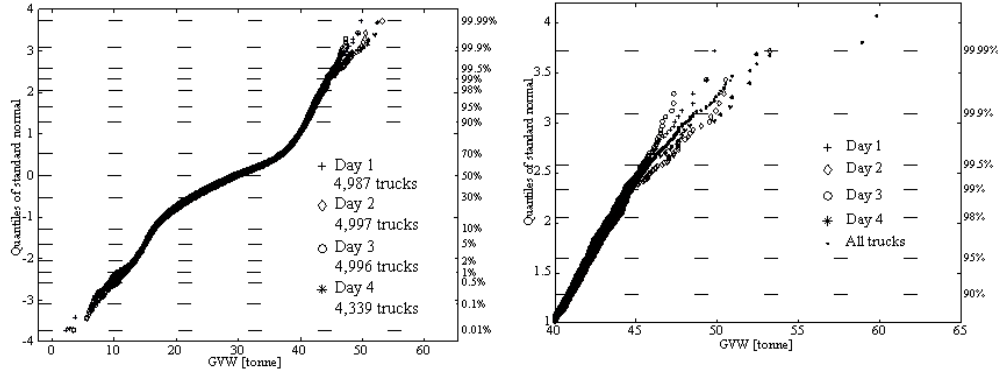 Quantiles of standard normal
4
3
2
1
0
-1
-2
-3
-4
0 10 20 30 40 50 60
GVW [tonne]
99.99%
99.9%
99.5%
99%
98%
95%
90%
70%
50%
30%
10%
5%
2%
1%
0.5%
0.1%
0.01%
Day 1
4,987 trucks
Day 2
4,997 trucks
Day 3
4,996 trucks
Day 4
4,339 trucks
Quantiles of standard normal
4
3.5
3
2.5
2
1.5
1
40 45 50 55 60 65
GVW [tonne]
99.99%
99.9%
99.5%
99%
98%
95%
90%
Day 1
Day 2
Day 3
Day 4
All trucks